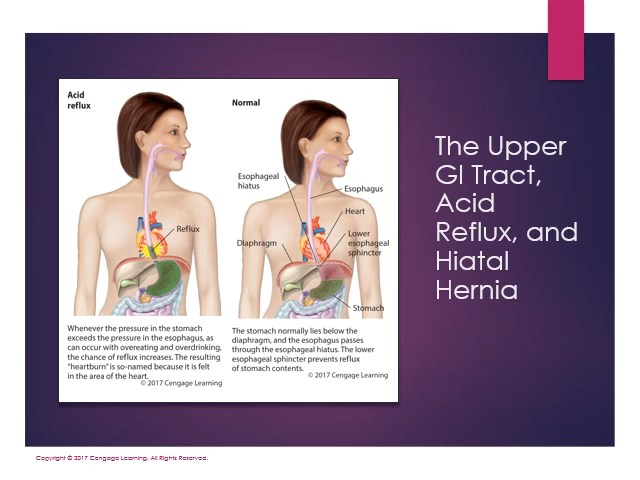 The Upper
GI Tract,
Acid
Reflux, and
Hiatal
Hernia
Acid
reflux
Reflux
Whenever the pressure in the stomach
exceeds the pressure in the esophagus, as
can occur with overeating and overdrinking,
the chance of reflux increases. The resulting
"heartburn" is so-named because it is felt
in the area of the heart.
© 2017 Cengage Learning
Normal
Esophageal
hiatus
Esophagus
Heart
Diaphragm
Lower
esophageal
sphincter
Stomach
The stomach normally lies below the
diaphragm, and the esophagus passes
through the esophageal hiatus. The lower
esophageal sphincter prevents reflux
of stomach contents.
© 2017 Cengage Learning
Copyright © 2017 Cengage Learning. All Rights Reserved.